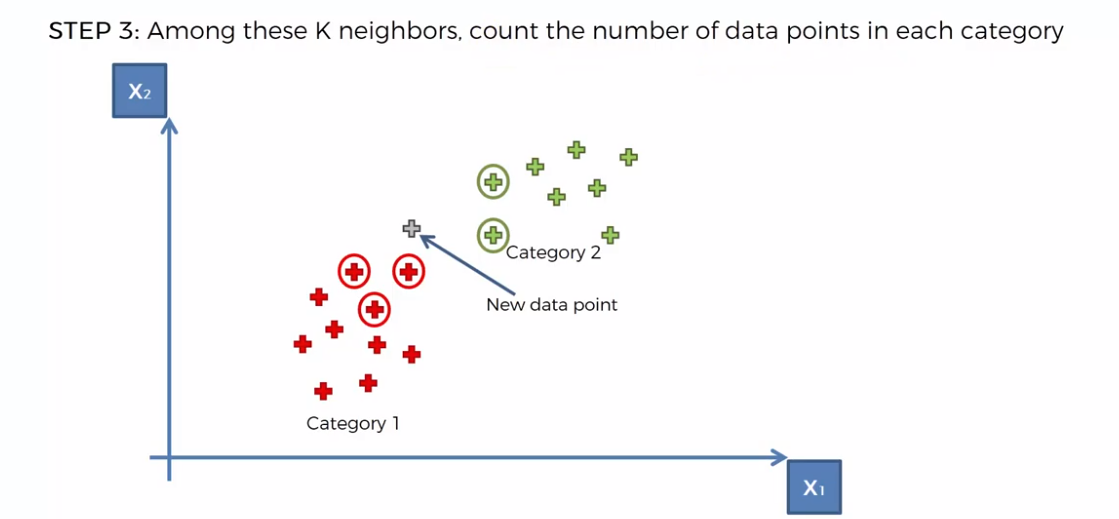 STEP 3: Among these K neighbors, count the number of data points in each category
X2
Category 2
New data point
Category 1
X1